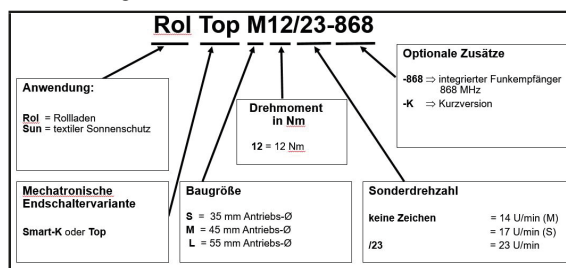 Rol Top M12/23-868
Optionale Zusätze
-868 ⇒ integrierter Funkempfänger
868 MHz
-K ⇒ Kurzversion
Anwendung:
Rol = Rollladen
Sun = textiler Sonnenschutz
Drehmoment
in Nm
12 = 12 Nm
Mechatronische
Endschaltervariante
Smart-K oder Top
Baugröße
S = 35 mm Antriebs-Ø
M = 45 mm Antriebs-Ø
L = 55 mm Antriebs-Ø
Sonderdrehzahl
keine Zeichen = 14 U/min (M)
= 17 U/min (S)
/23 = 23 U/min